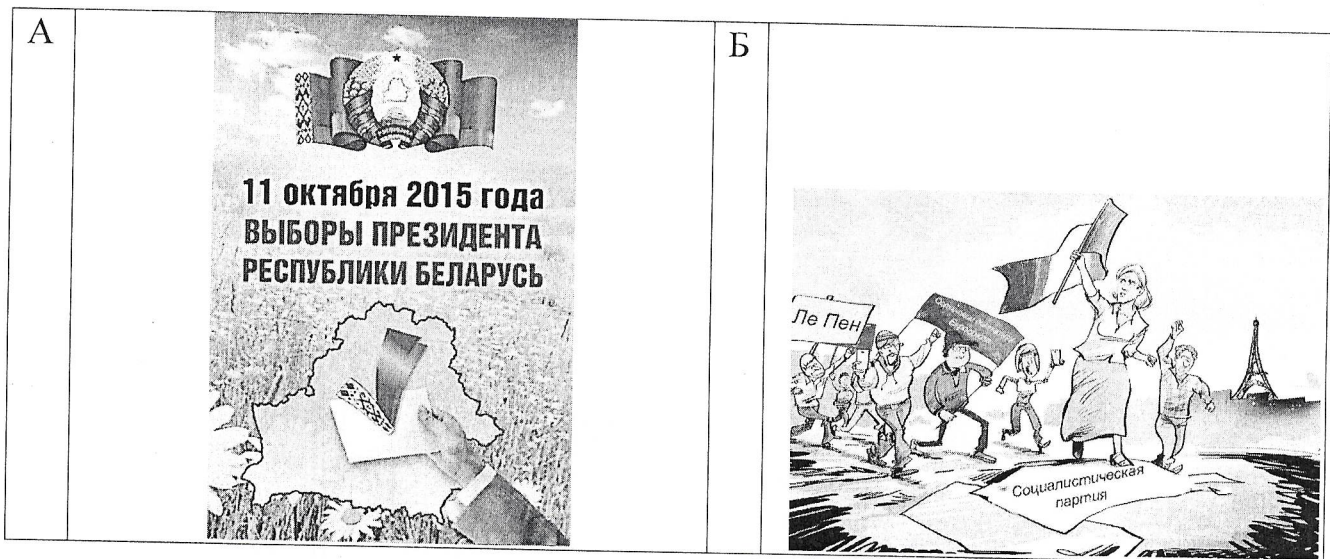 А
11 октября 2015 года
ВЫБОРЫ ПРЕЗИДЕНТА
РЕСПУБЛИКИ БЕЛАРУСЬ
Б
Ле Пен
Социалистическая
партия